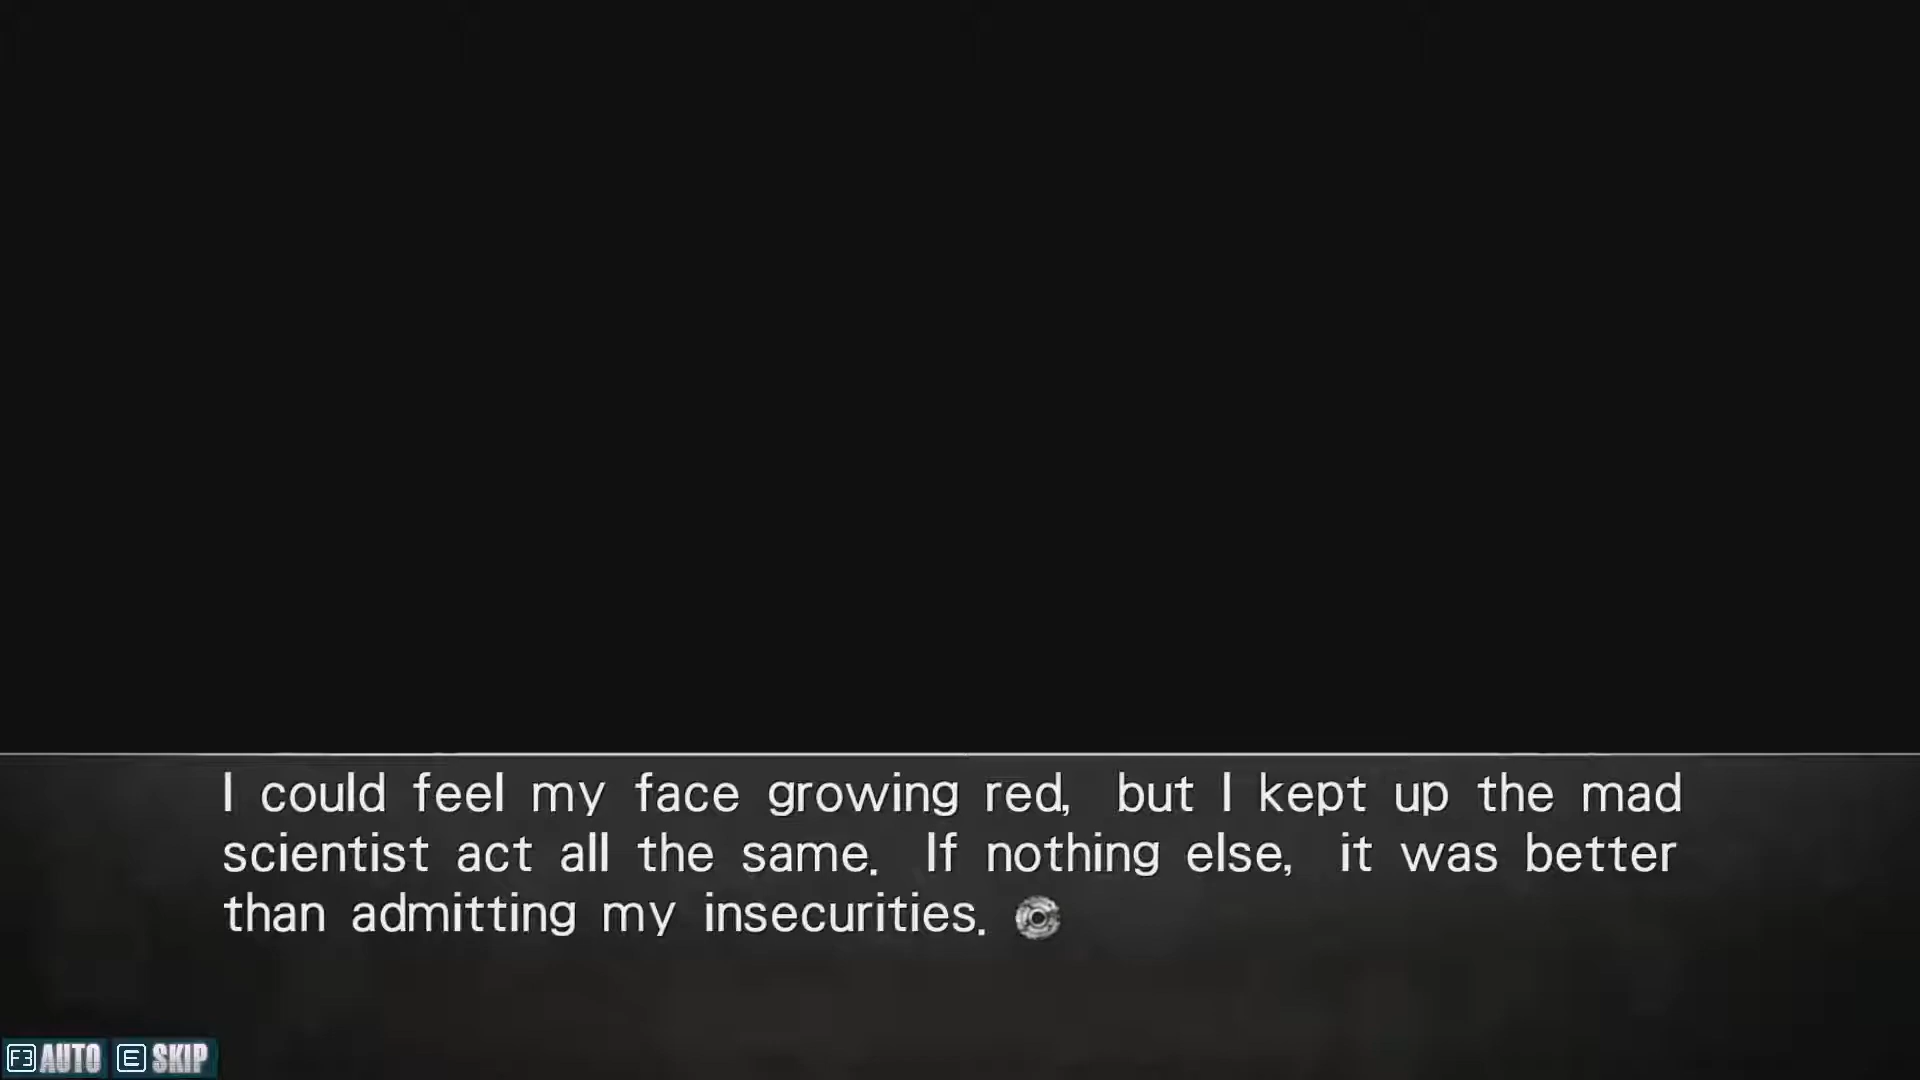 I could feel my face growing red, but I kept up the mad
scientist act all the same. If nothing else, it was better
than admitting my insecurities.
F3 AUTO E SKIP